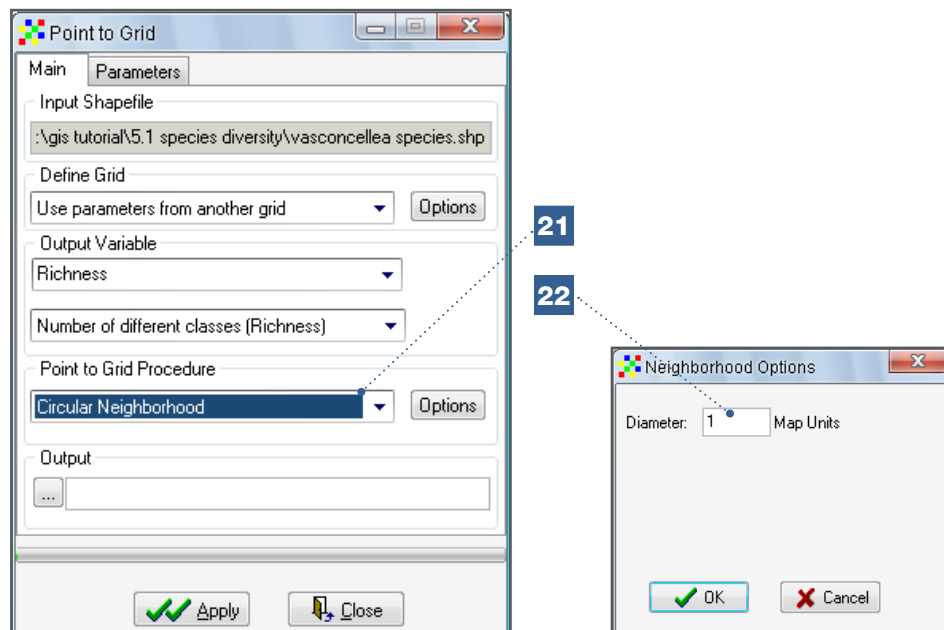 Point to Grid
Main Parameters
Input Shapefile
:\gis tutorial\5.1 species diversity\vasconcellea species.shp
Define Grid
Use parameters from another grid Options
Output Variable
Richness
Number of different classes (Richness)
Point to Grid Procedure
Circular Neighborhood Options
Output
...
Apply Close
21
22
Neighborhood Options
Diameter: 1 Map Units
OK Cancel